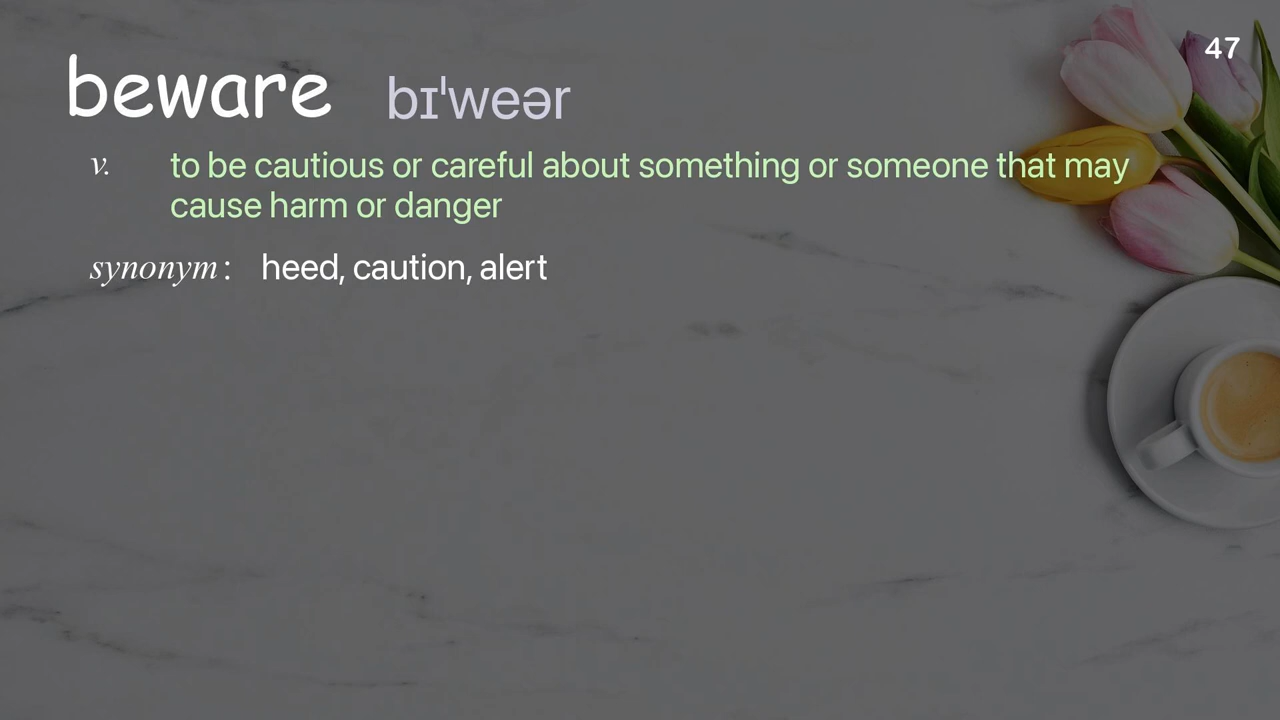 47
beware bɪˈweər
v. to be cautious or careful about something or someone that may
cause harm or danger
synonym : heed, caution, alert